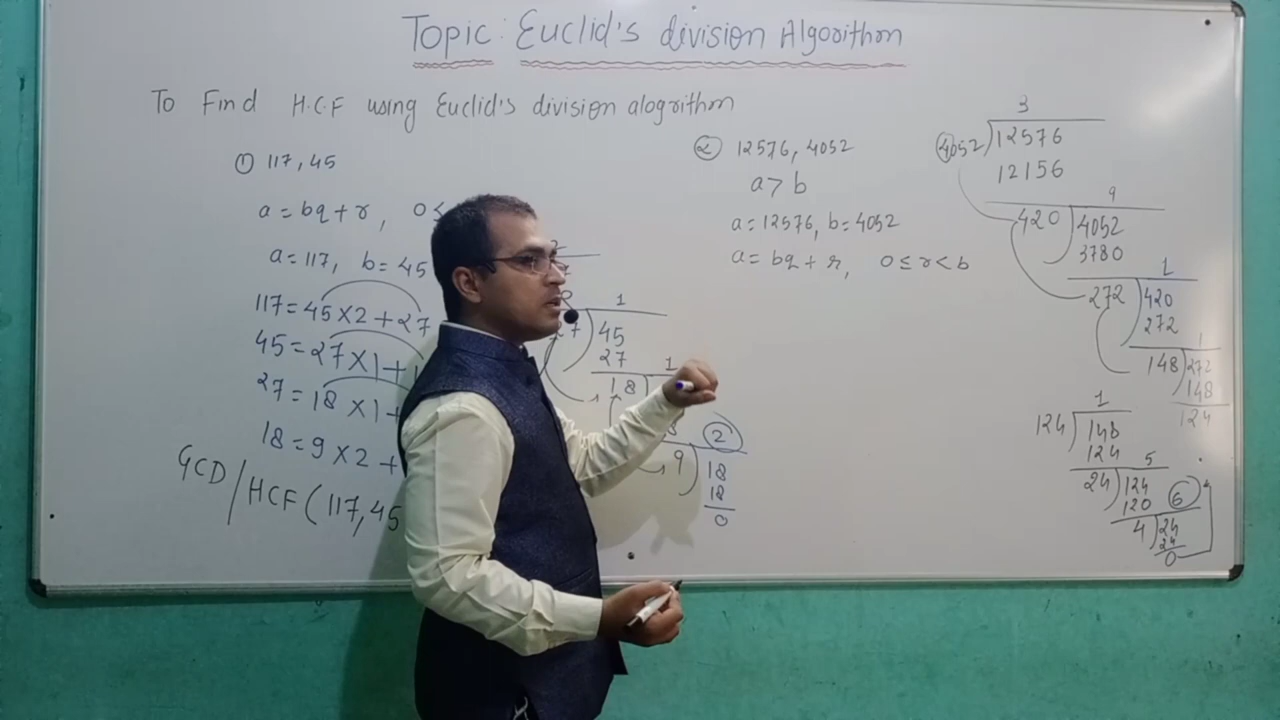 Topic: Euclid's division Algorithm
To Find H.C.F using Euclid's division alogrithm
① 117, 45
a = bq + r, 0 ≤
a = 117, b = 45
117 = 45 × 2 + 27
45 = 27 × 1 +
27 = 18 × 1 +
18 = 9 × 2 +
GCD/HCF (117, 45
1
45
27
1
18
②
9 18
18
0
② 12576, 4052
a > b
a = 12576, b = 4052
a = bq + r, 0 ≤ r < b
3
4052 12576
12156
9
420 4052
3780
1
272 420
272
1
148 272
148
124
1
124 148
124
5
24 124
120 ⑥
4 24
24
0